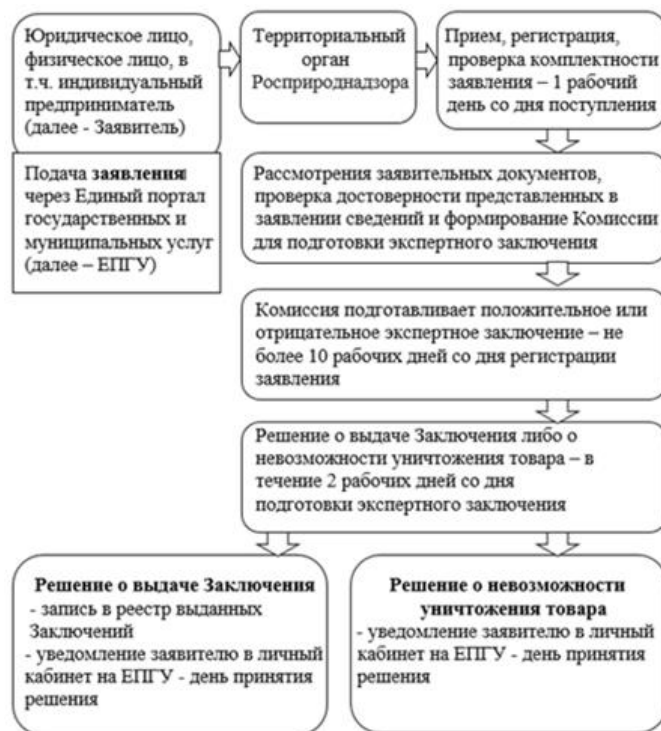 Юридическое лицо,
физическое лицо, в
т.ч. индивидуальный
предприниматель
(далее - Заявитель)
Территориальный
орган
Росприроднадзора
Прием, регистрация,
проверка комплектности
заявления – 1 рабочий
день со дня поступления
Подача заявления
через Единый портал
государственных и
муниципальных услуг
(далее – ЕПГУ)
Рассмотрения заявительных документов,
проверка достоверности представленных в
заявлении сведений и формирование Комиссии
для подготовки экспертного заключения
Комиссия подготавливает положительное или
отрицательное экспертное заключение – не
более 10 рабочих дней со дня регистрации
заявления
Решение о выдаче Заключения либо о
невозможности уничтожения товара – в
течение 2 рабочих дней со дня
подготовки экспертного заключения
Решение о выдаче Заключения
- запись в реестр выданных
Заключений
- уведомление заявителю в личный
кабинет на ЕПГУ - день принятия
решения
Решение о невозможности
уничтожения товара
- уведомление заявителю в личный
кабинет на ЕПГУ - день принятия
решения